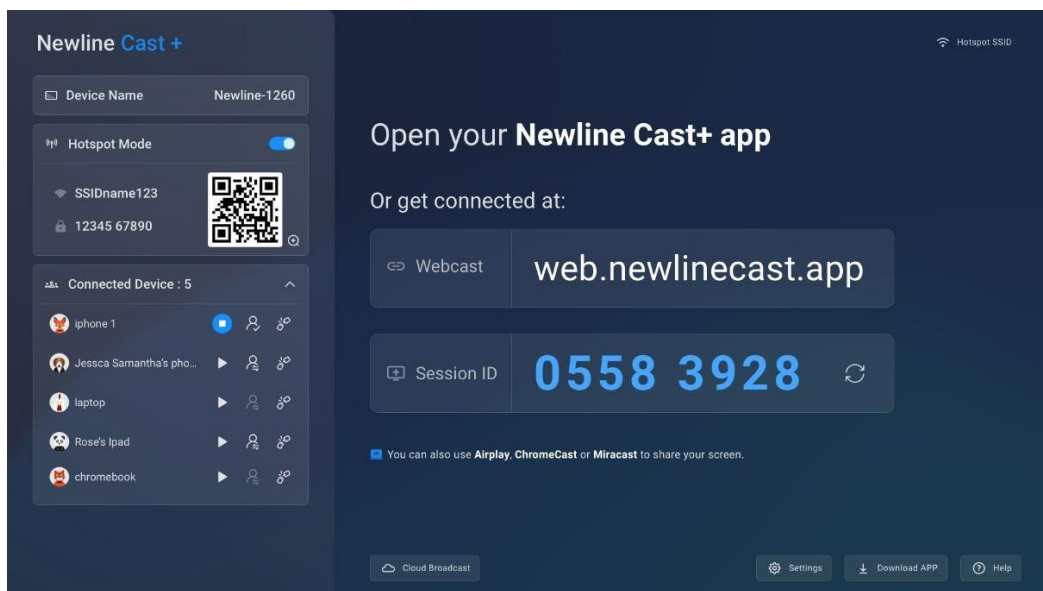 Newline Cast +
Device Name Newline-1260
Hotspot Mode
SSIDname123
12345 67890
Connected Device : 5
iphone 1
Jessca Samantha's pho...
laptop
Rose's Ipad
chromebook
Hotspot SSID
Open your Newline Cast+ app
Or get connected at:
Webcast web.newlinecast.app
Session ID 0558 3928
You can also use Airplay, ChromeCast or Miracast to share your screen.
Cloud Broadcast Settings Download APP Help